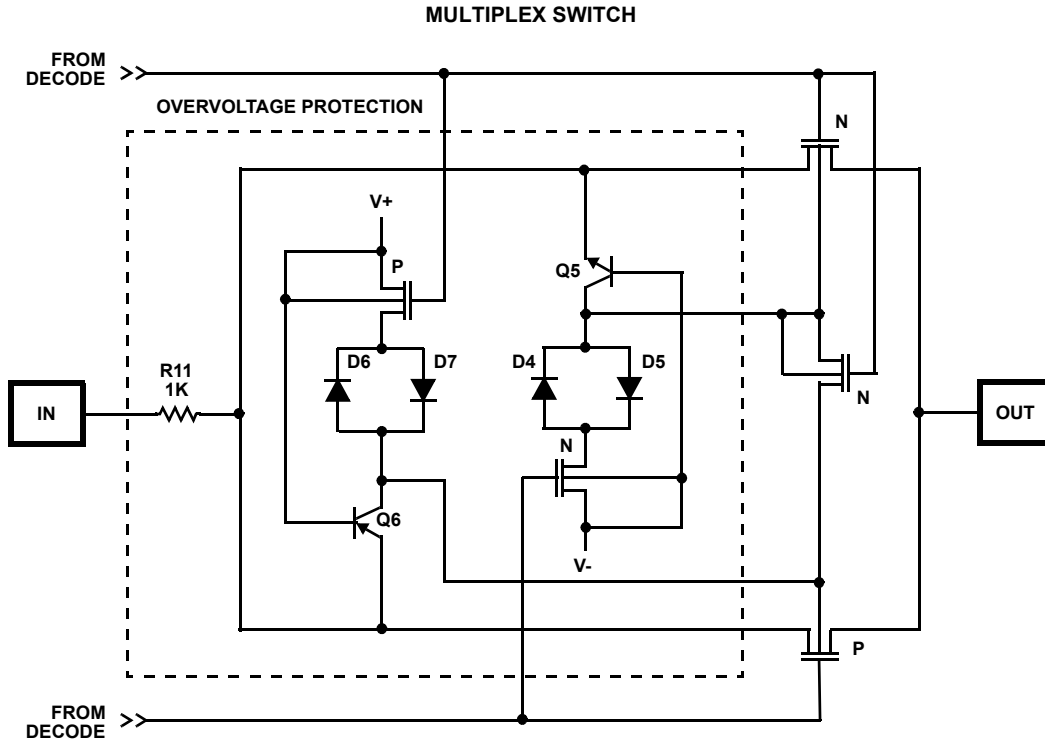 MULTIPLEX SWITCH
FROM
DECODE
OVERVOLTAGE PROTECTION
N
V+
P
Q5
D6
D7
D4
D5
R11
1K
N
IN
OUT
N
Q6
V-
P
FROM
DECODE